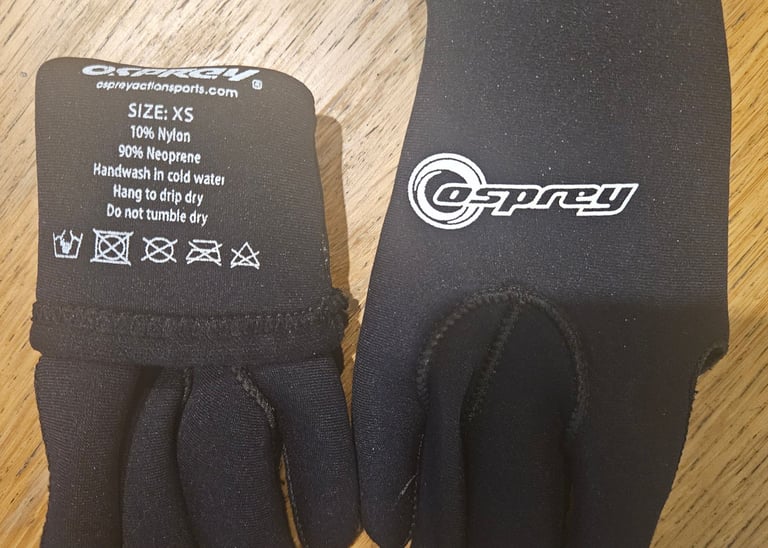 OSPREY
ospreyactionsports.com ®
SIZE: XS
10% Nylon
90% Neoprene
Handwash in cold water
Hang to drip dry
Do not tumble dry
osprey